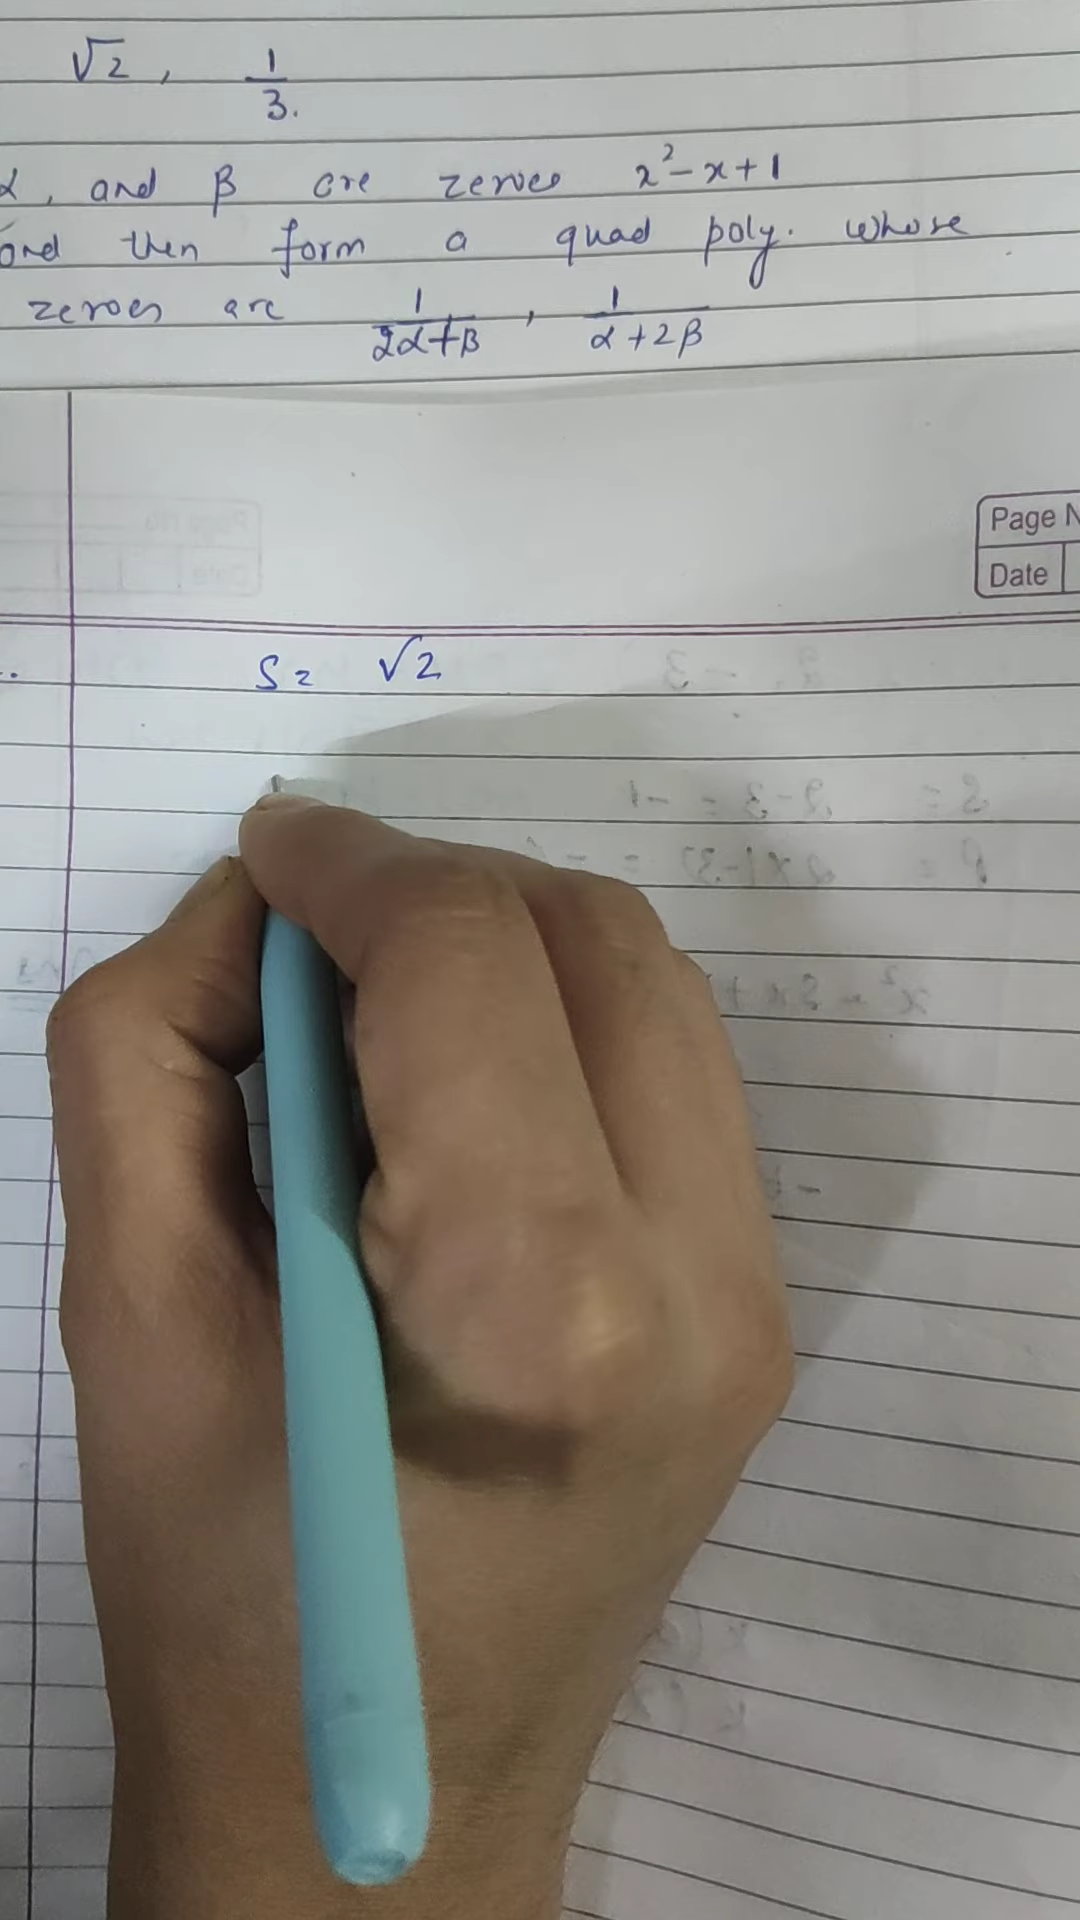 √2 , 1/3.
α, and β are zeroes x²-x+1
and then form a quad poly. whose
zeroes are 1/(2α+β) , 1/(α+2β)
Page N
Date
S= √2